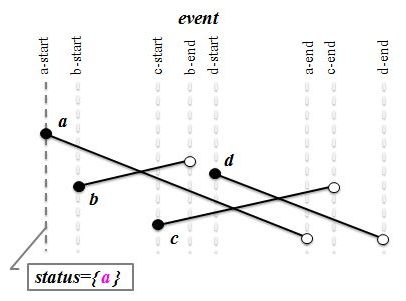 event
a-start
b-start
c-start
b-end
d-start
a-end
c-end
d-end
a
b
c
d
status={a}